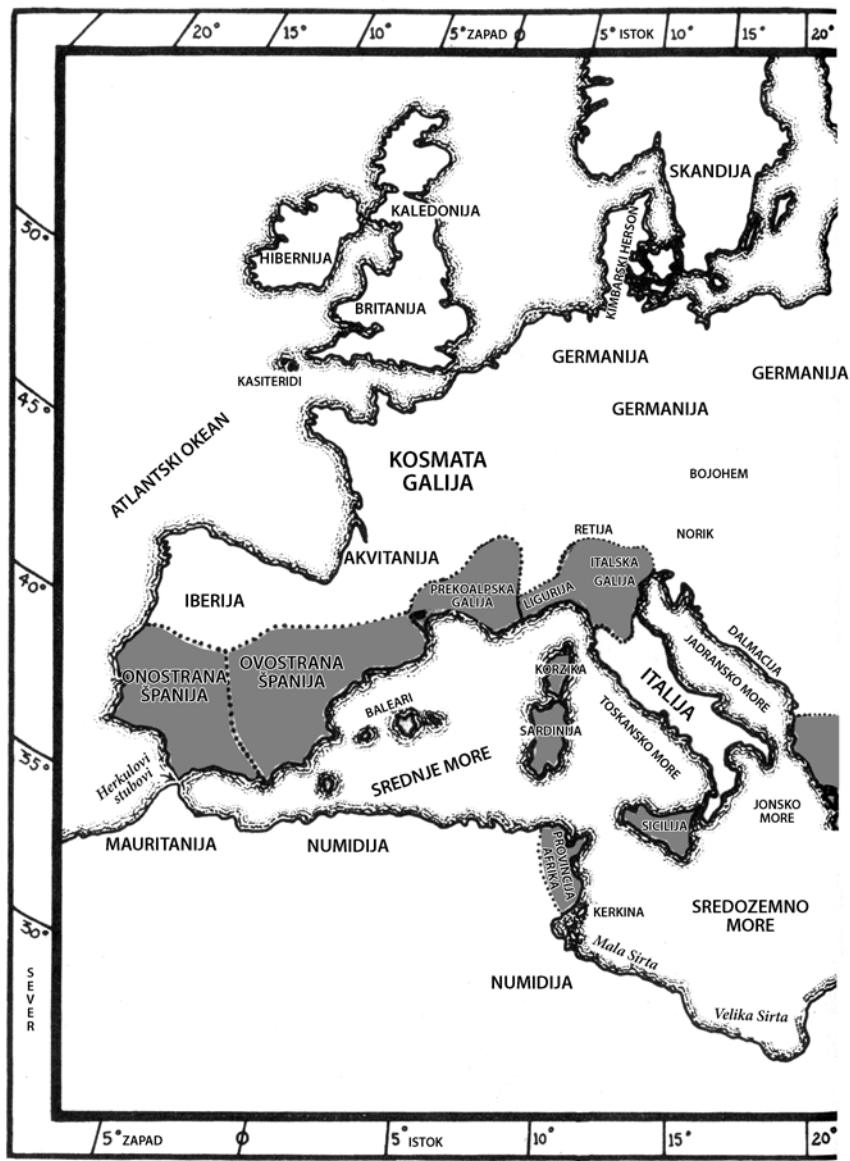 20° 15° 10° 5° ZAPAD 0 5° ISTOK 10° 15° 20°
SKANDIJA
KALEDONIJA
50°
KIMBARSKI HERSON
HIBERNIJA
BRITANIJA
GERMANIJA
GERMANIJA
KASITERIDI
45°
GERMANIJA
ATLANTSKI OKEAN
KOSMATA
GALIJA
BOJOHEM
RETIJA
NORIK
AKVITANIJA
40°
ITALSKA
GALIJA
PREKOALPSKA
GALIJA
LIGURIJA
IBERIJA
DALMACIJA
JADRANSKO MORE
OVOSTRANA
ŠPANIJA
ONOSTRANA
ŠPANIJA
KORZIKA
ITALIJA
BALEARI
SARDINIJA
TOSKANSKO MORE
35°
SREDNJE MORE
Herkulovi
stubovi
JONSKO
MORE
SICILIJA
MAURITANIJA
NUMIDIJA
PROVINCIJA
AFRIKA
30°
KERKINA
SREDOZEMNO
MORE
Mala Sirta
SEVER
NUMIDIJA
Velika Sirta
5° ZAPAD 0 5° ISTOK 10° 15° 20°